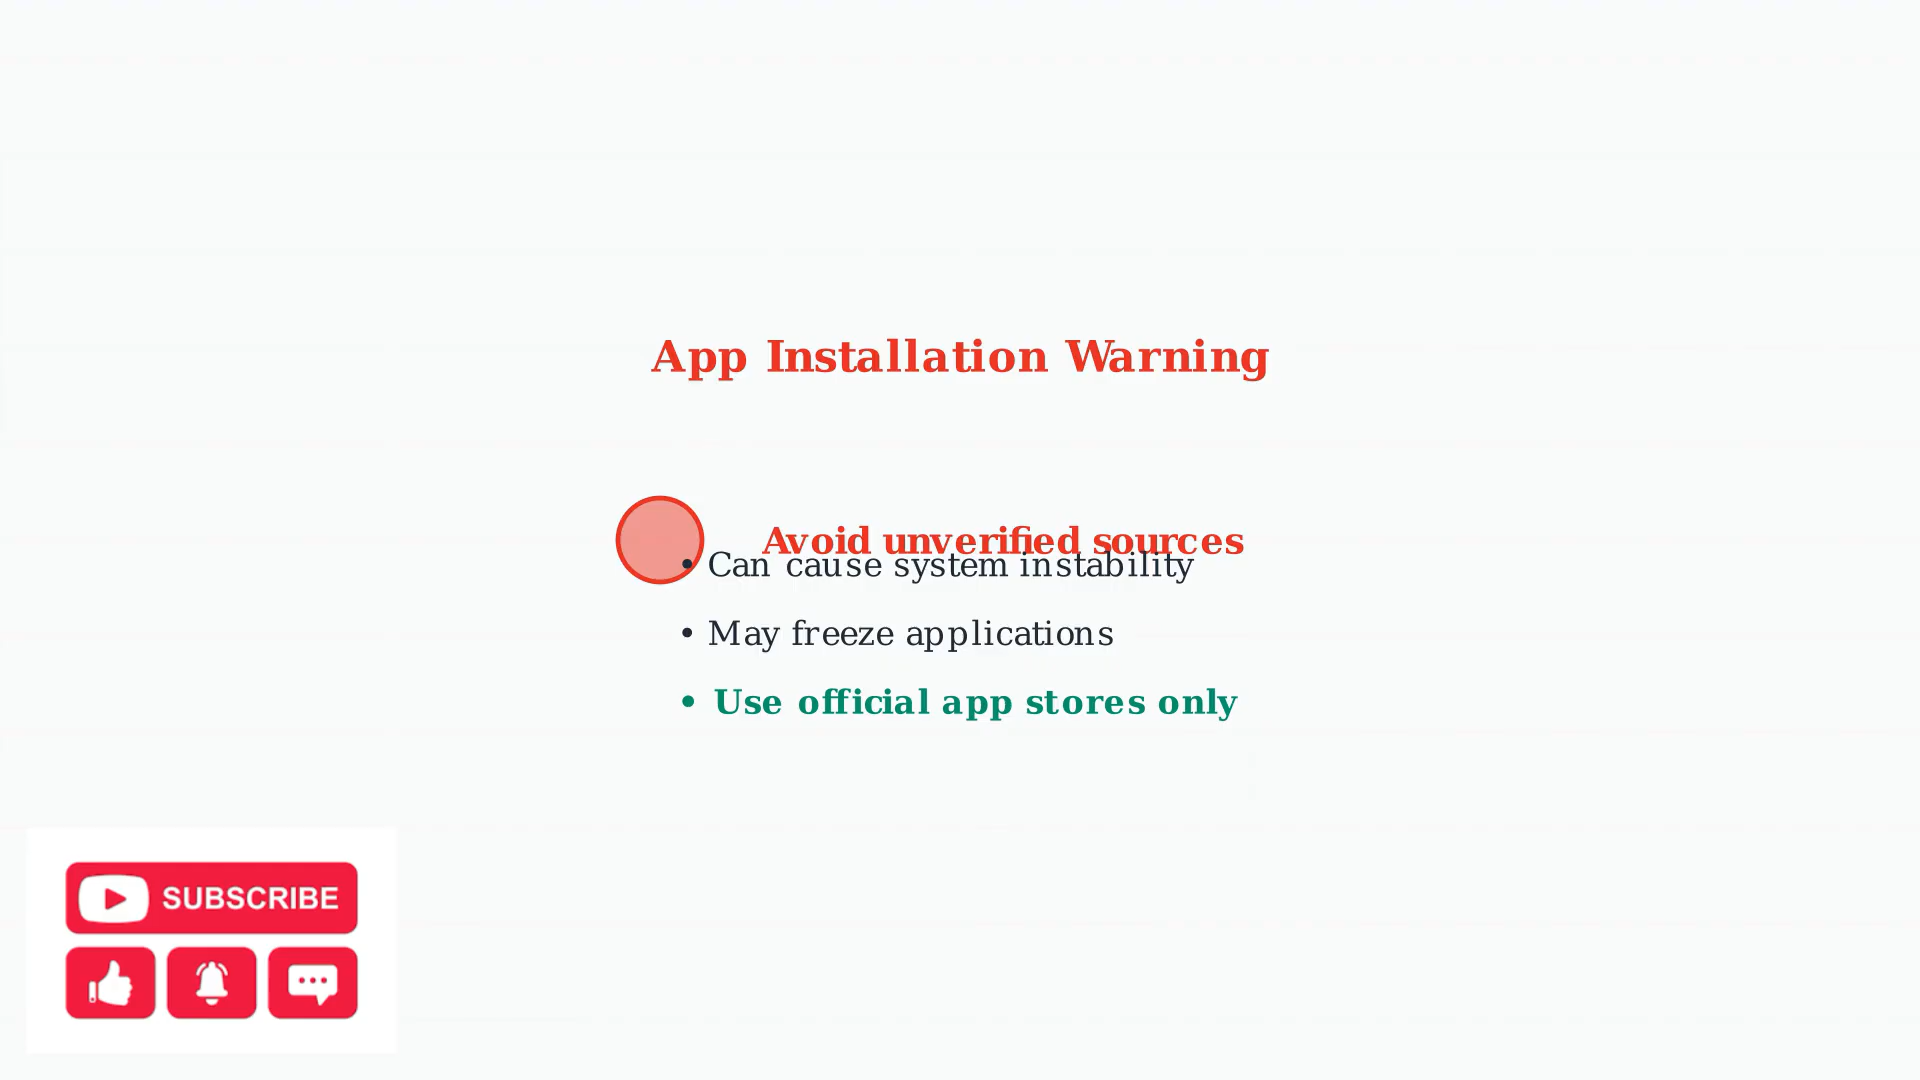 App Installation Warning
Avoid unverified sources
• Can cause system instability
• May freeze applications
• Use official app stores only
SUBSCRIBE